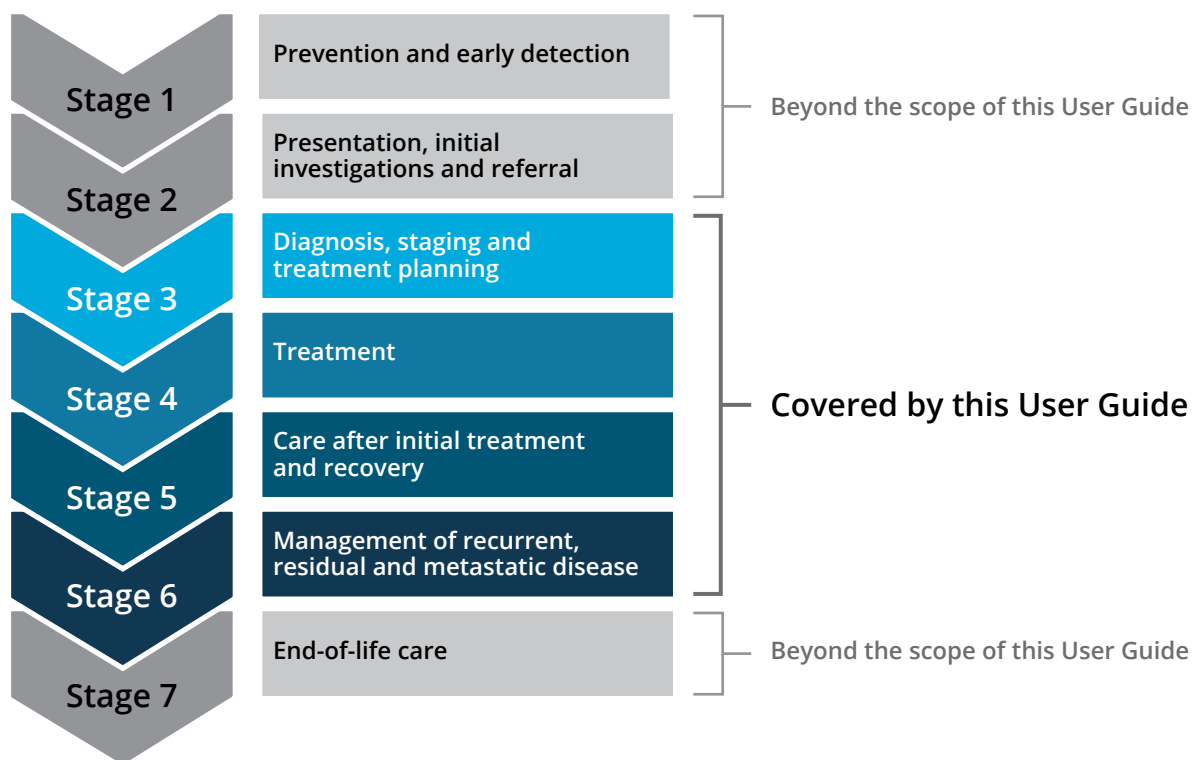 Stage 1
Prevention and early detection
Beyond the scope of this User Guide
Stage 2
Presentation, initial
investigations and referral
Stage 3
Diagnosis, staging and
treatment planning
Stage 4
Treatment
Covered by this User Guide
Stage 5
Care after initial treatment
and recovery
Stage 6
Management of recurrent,
residual and metastatic disease
Stage 7
End-of-life care
Beyond the scope of this User Guide